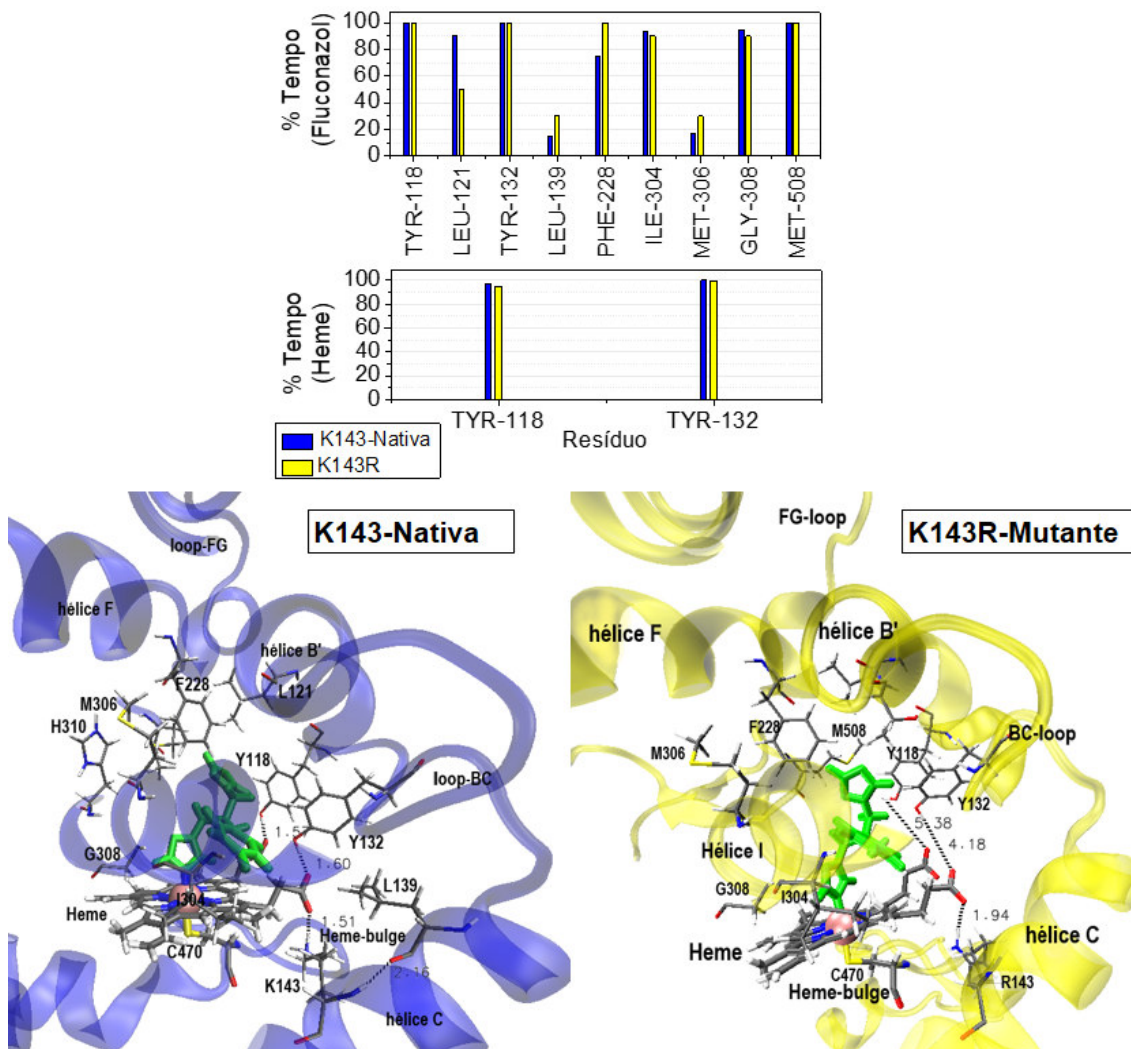 % Tempo
(Fluconazol)
100
80
60
40
20
0
TYR-118
LEU-121
TYR-132
LEU-139
PHE-228
ILE-304
MET-306
GLY-308
MET-508
% Tempo
(Heme)
100
80
60
40
20
0
TYR-118
TYR-132
Resíduo
K143-Nativa
K143R
K143-Nativa
loop-FG
hélice F
hélice B'
F228
L121
M306
H310
Y118
loop-BC
Y132
1.60
G308
L139
I304
Heme
1.51
Heme-bulge
C470
2.16
K143
hélice C
K143R-Mutante
FG-loop
hélice F
hélice B'
F228
M508
M306
Y118
BC-loop
Y132
38
4.18
Hélice I
G308
I304
1.94
Heme
hélice C
C470
Heme-bulge
R143